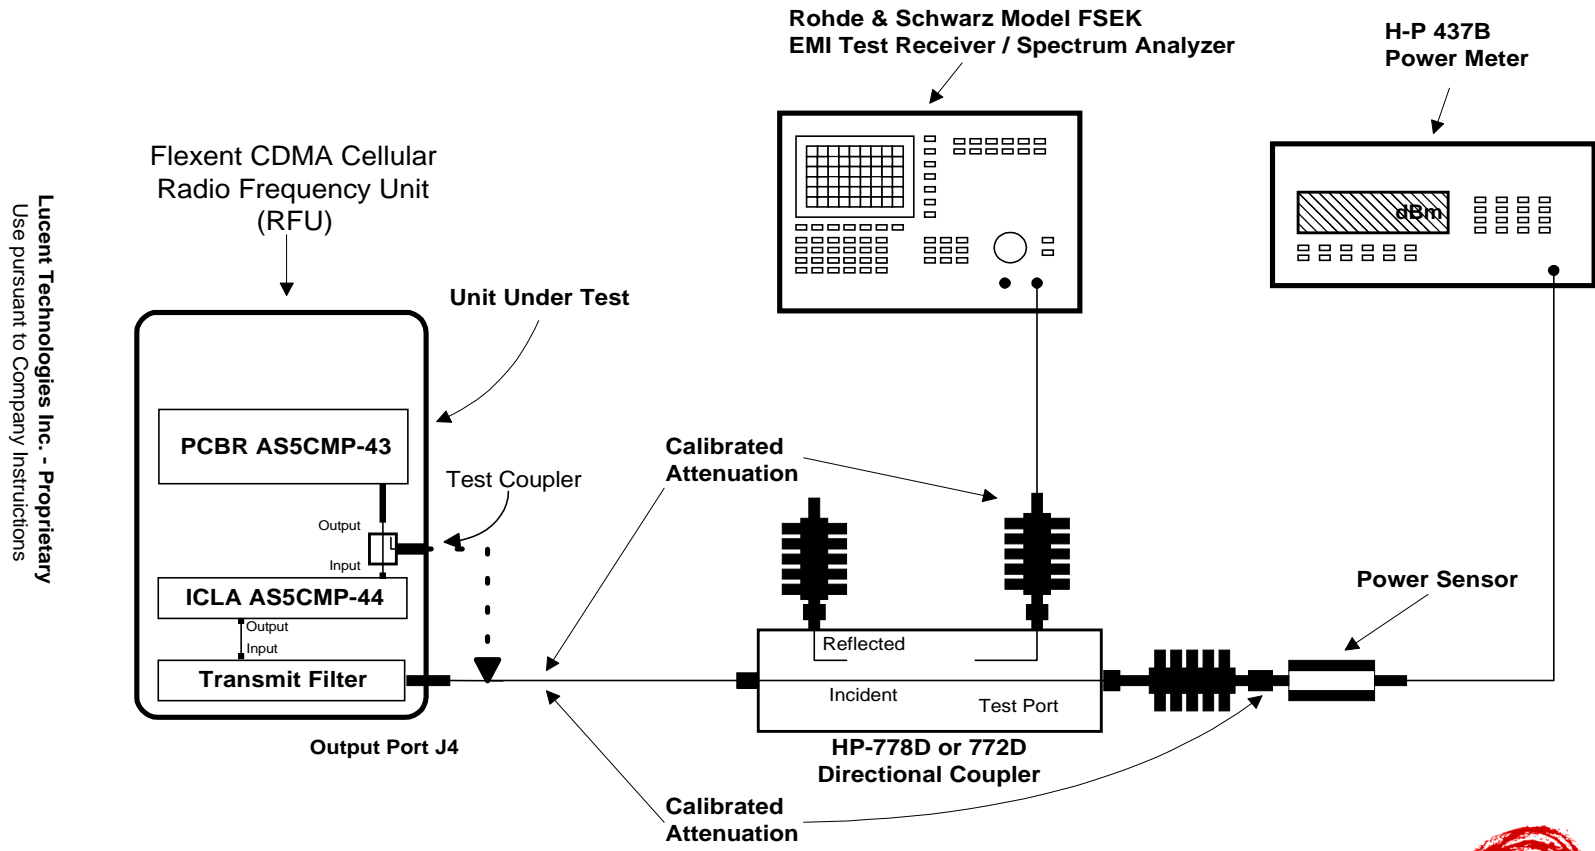 Rohde & Schwarz Model FSEK
EMI Test Receiver / Spectrum Analyzer
H-P 437B
Power Meter
Flexent CDMA Cellular
Radio Frequency Unit
(RFU)
dBm
Lucent Technologies Inc. - Proprietary
Use pursuant to Company Instruictions
Unit Under Test
PCBR AS5CMP-43
Calibrated
Attenuation
Test Coupler
Output
Input
ICLA AS5CMP-44
Output
Input
Transmit Filter
Power Sensor
Reflected
Incident
Test Port
Output Port J4
HP-778D or 772D
Directional Coupler
Calibrated
Attenuation